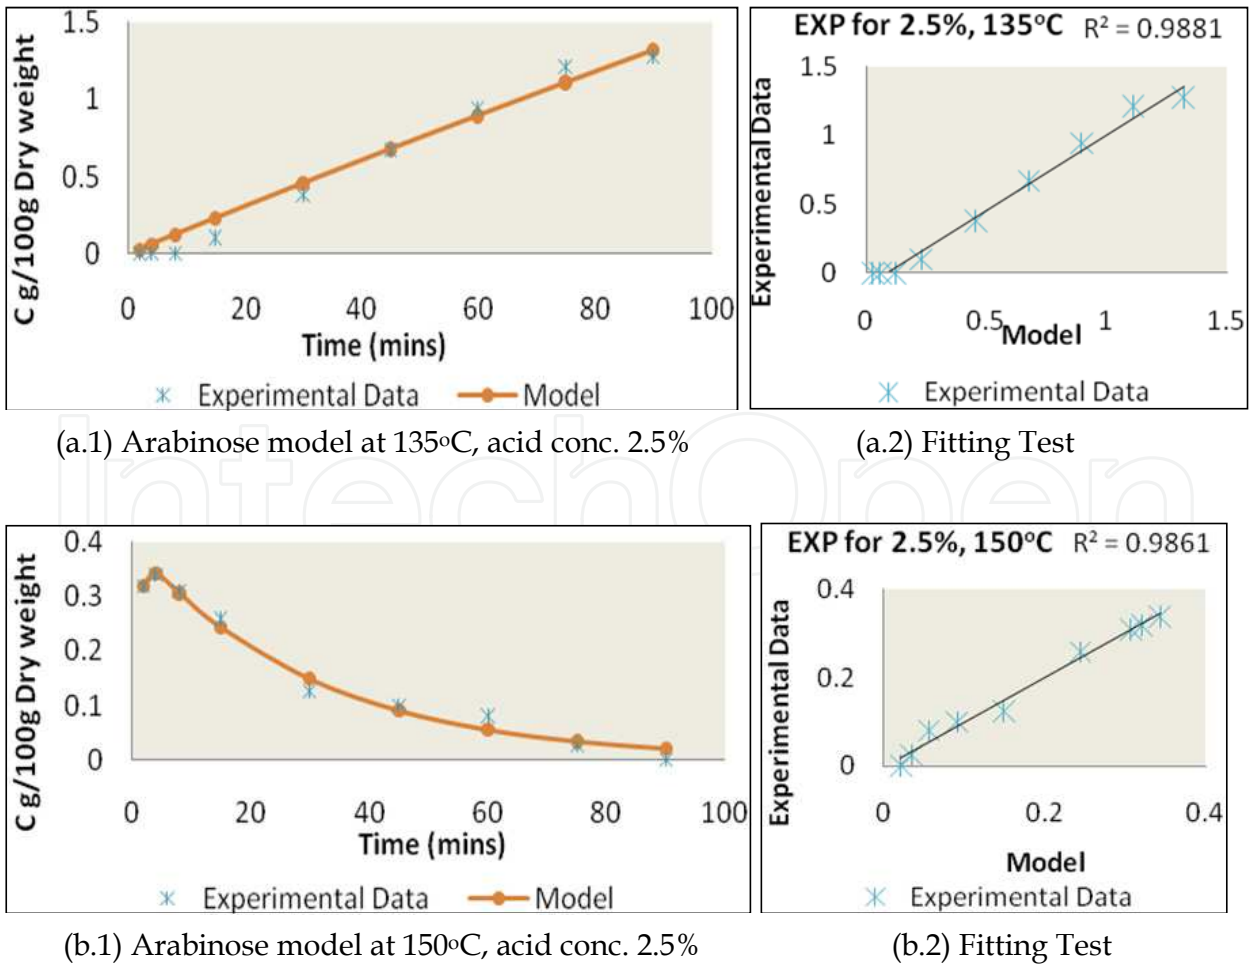 1.5
1
0.5
0
C g/100g Dry weight
0 20 40 60 80 100
Time (mins)
Experimental Data Model
EXP for 2.5%, 135°C R² = 0.9881
1.5
1
0.5
0
Experimental Data
0 0.5 1 1.5
Model
Experimental Data
(a.1) Arabinose model at 135ºC, acid conc. 2.5% (a.2) Fitting Test
IntechOpen
0.4
0.3
0.2
0.1
0
C g/100g Dry weight
0 20 40 60 80 100
Time (mins)
Experimental Data Model
EXP for 2.5%, 150°C R² = 0.9861
0.4
0.2
0
Experimental Data
0 0.2 0.4
Model
Experimental Data
(b.1) Arabinose model at 150ºC, acid conc. 2.5% (b.2) Fitting Test